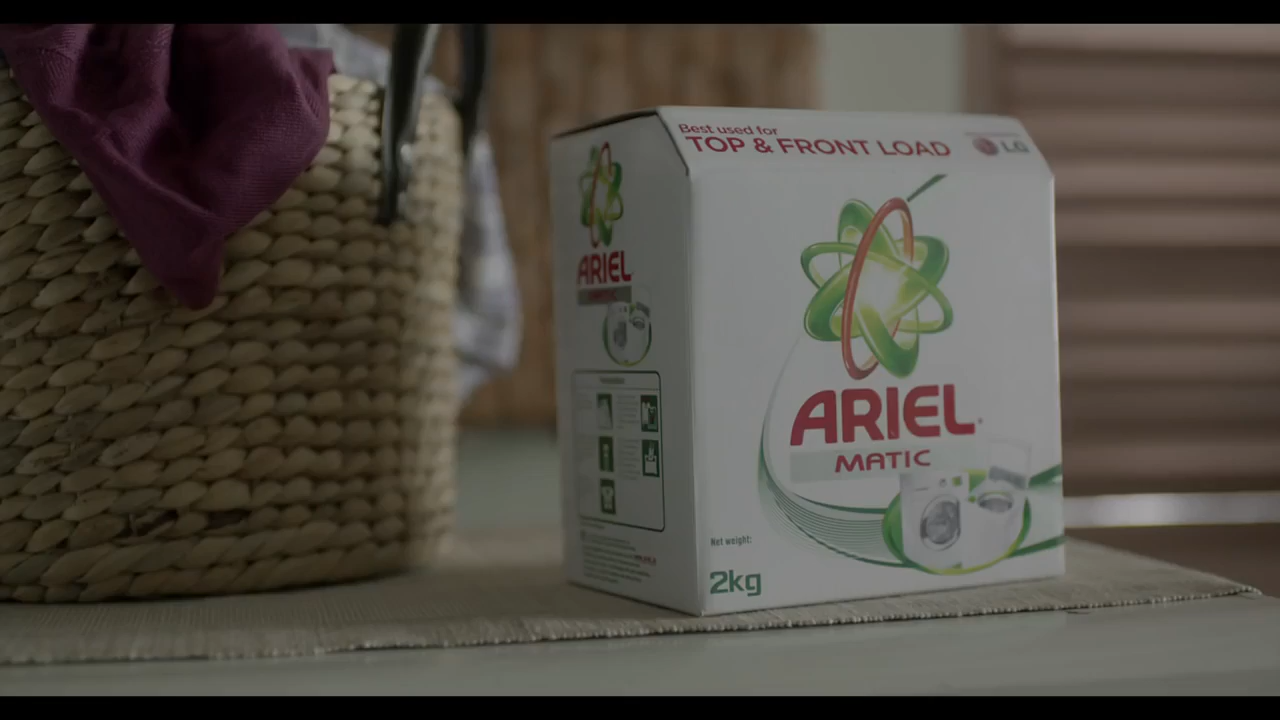 Best used for
TOP & FRONT LOAD
LG
ARIEL
MATIC
Net weight:
2kg
ARIEL